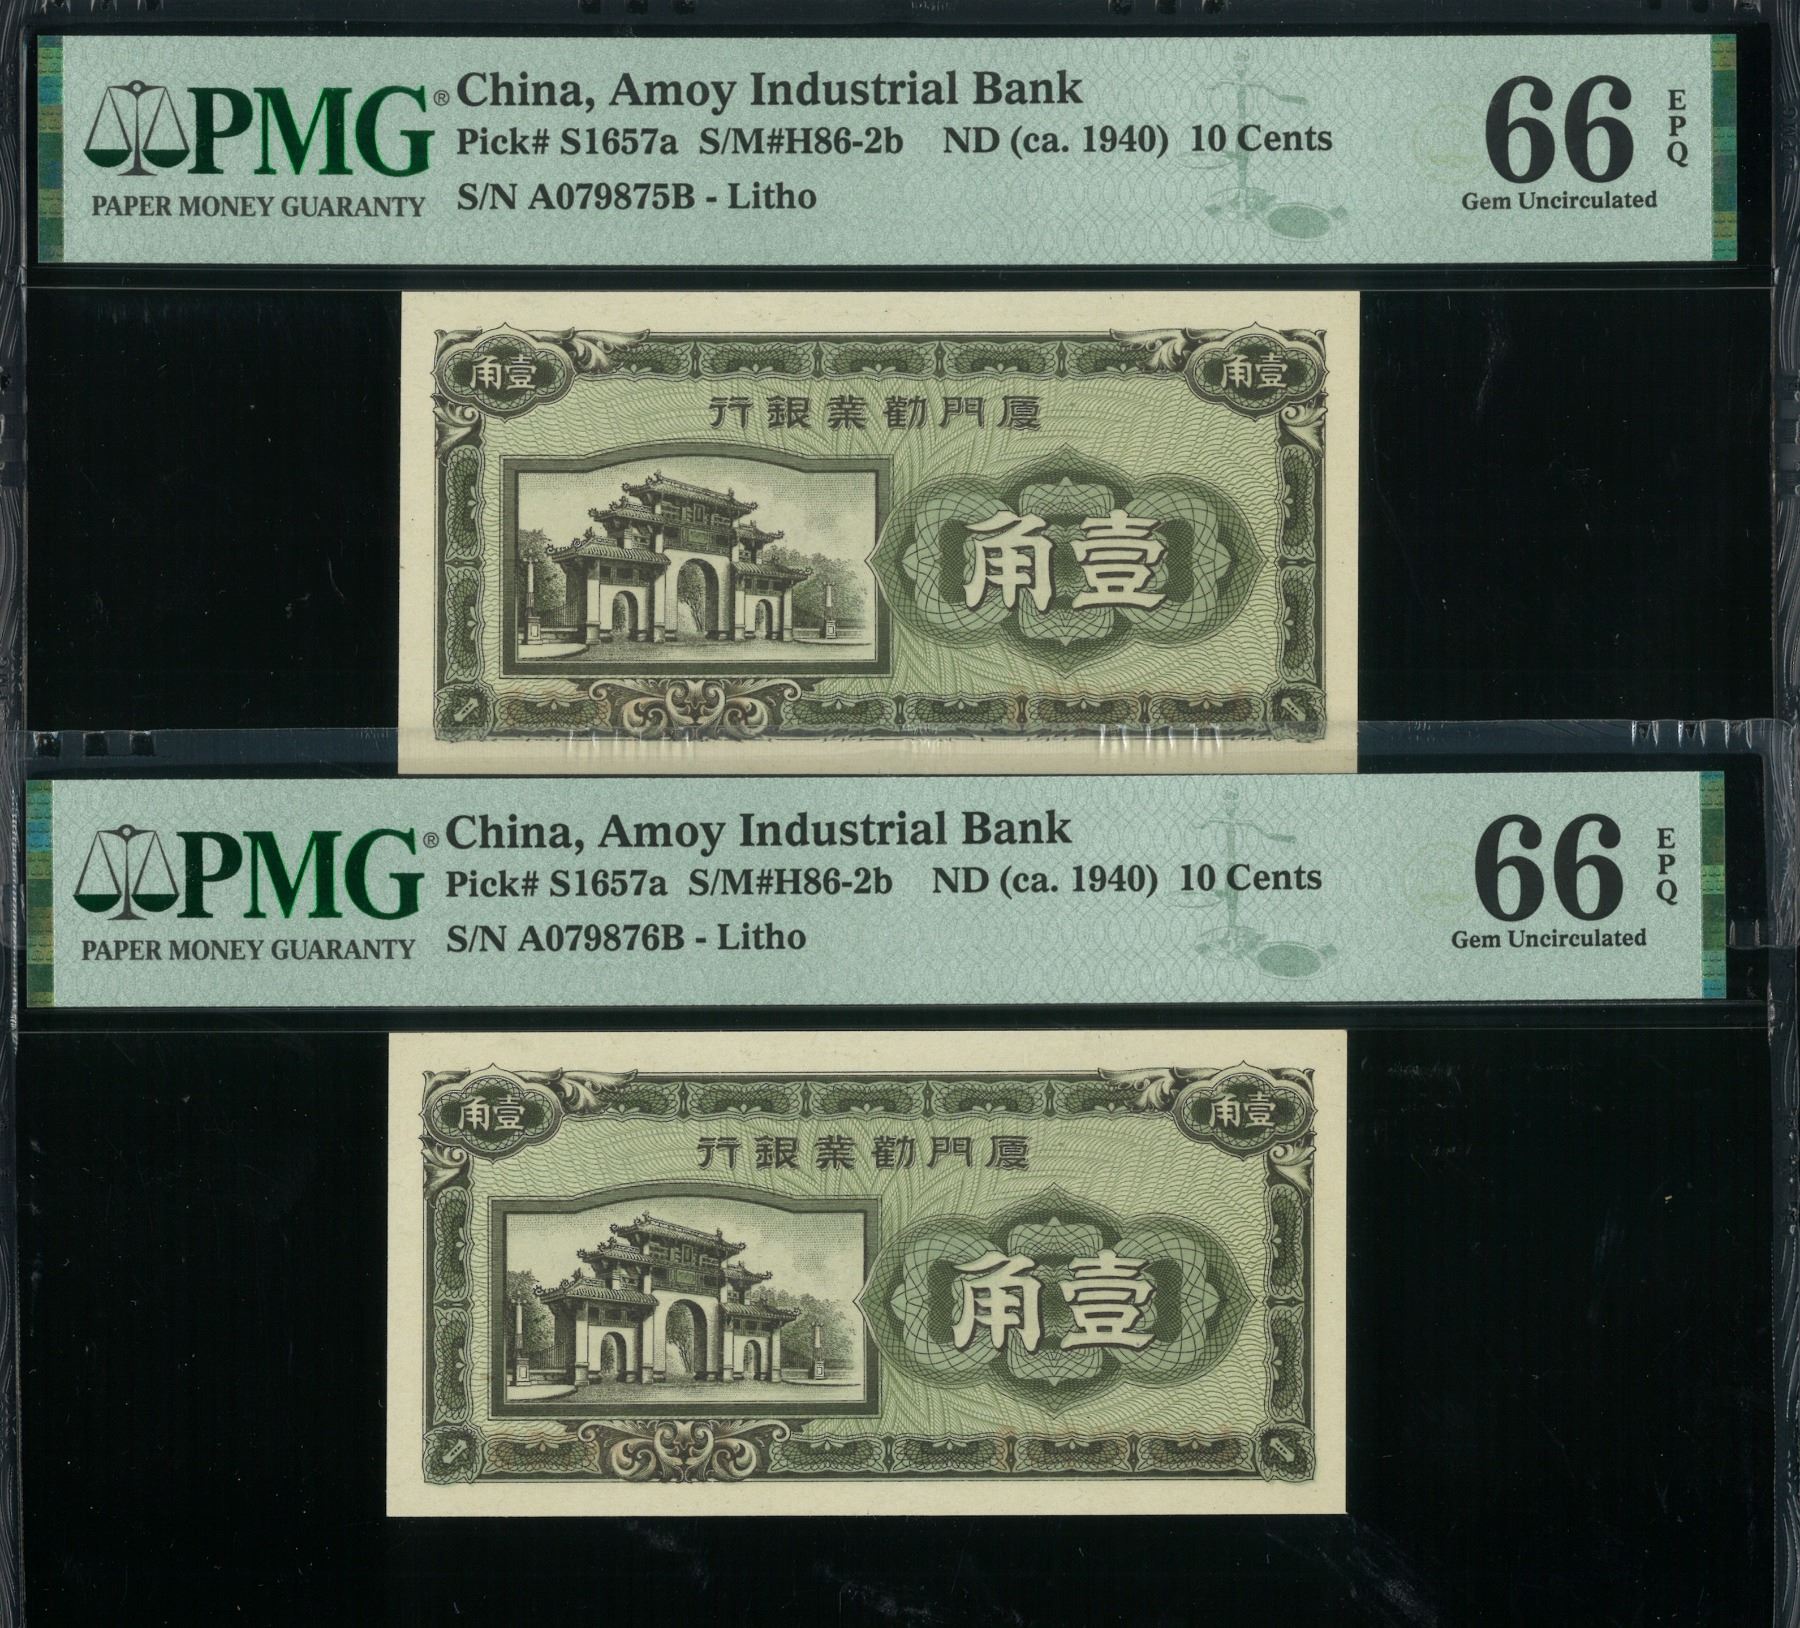 PMG®
PAPER MONEY GUARANTY
China, Amoy Industrial Bank
Pick# S1657a S/M#H86-2b ND (ca. 1940) 10 Cents
S/N A079875B - Litho
66 EPQ
Gem Uncirculated
角壹
角壹
行銀業勸門厦
角壹
PMG®
PAPER MONEY GUARANTY
China, Amoy Industrial Bank
Pick# S1657a S/M#H86-2b ND (ca. 1940) 10 Cents
S/N A079876B - Litho
66 EPQ
Gem Uncirculated
角壹
角壹
行銀業勸門厦
角壹